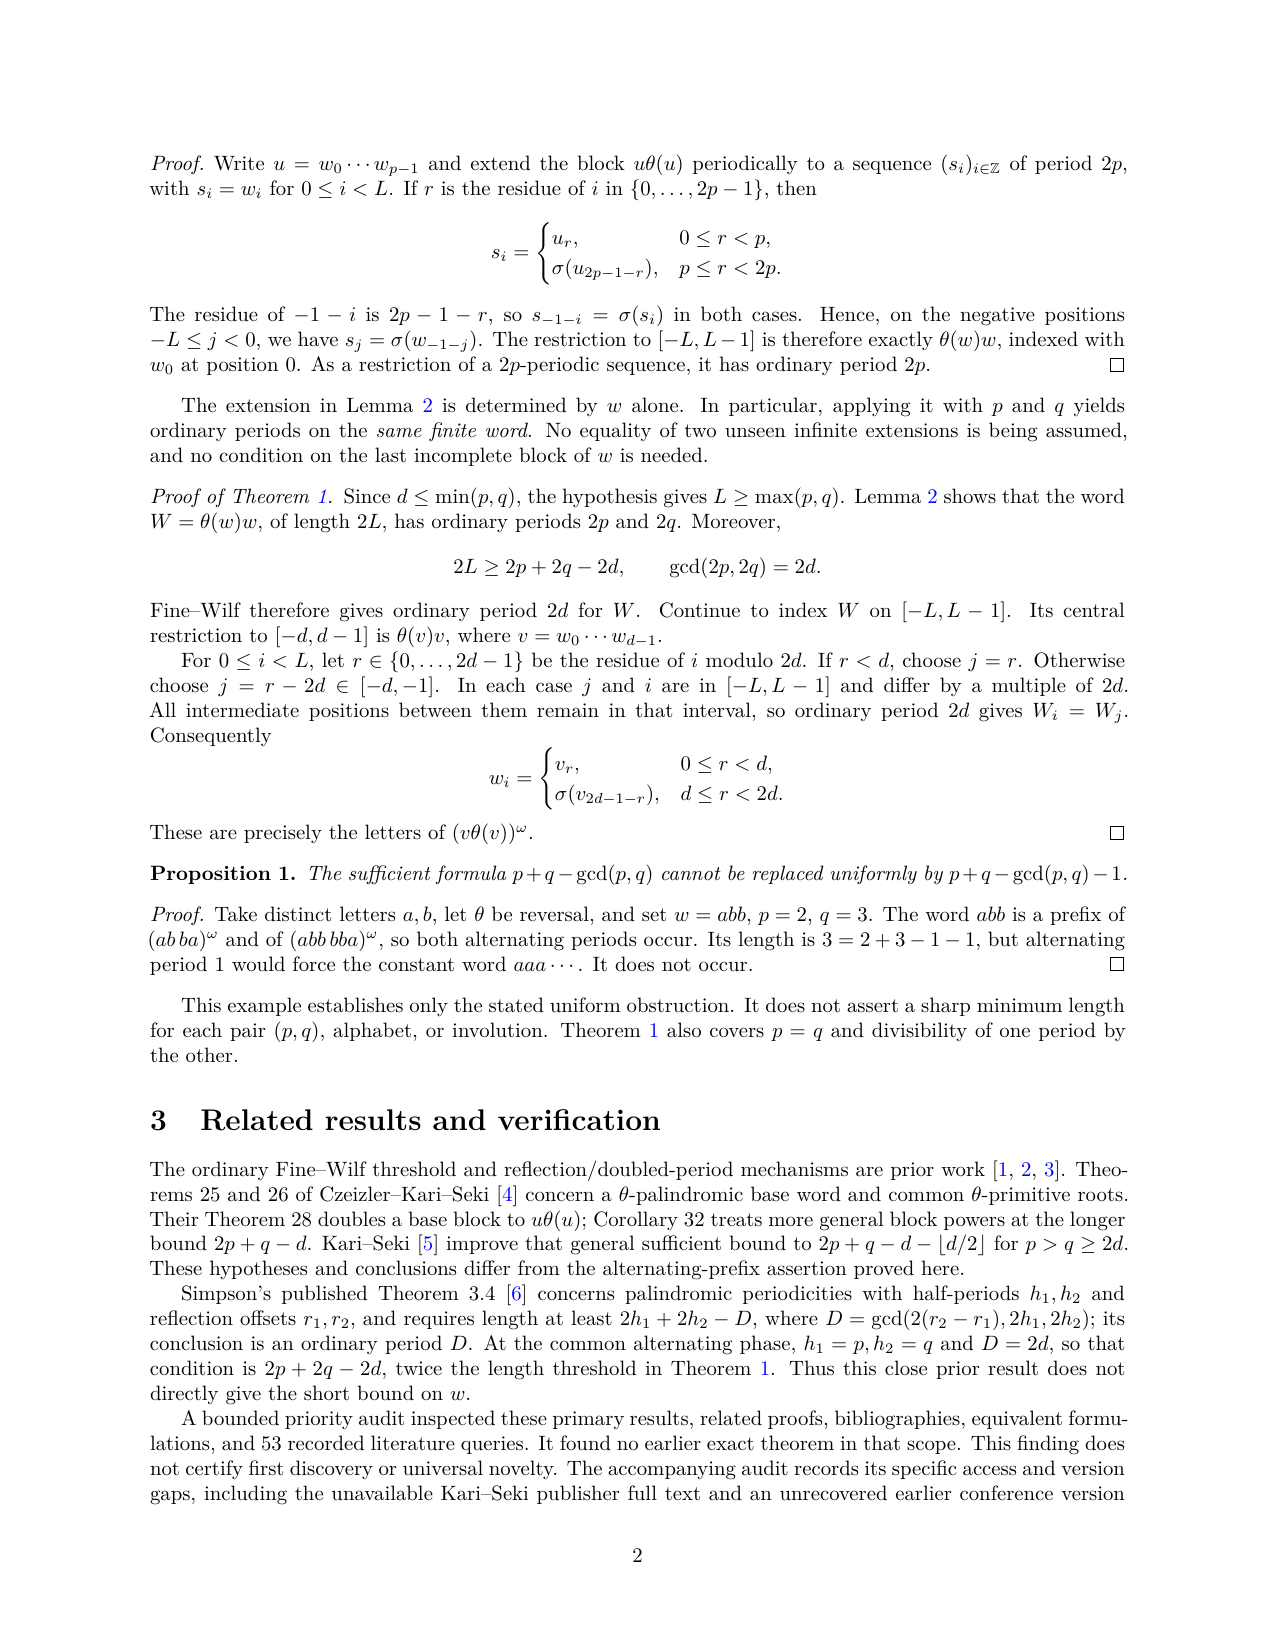 Proof. Write u = w₀ ⋯ wₚ₋₁ and extend the block uθ(u) periodically to a sequence (sᵢ)ᵢ∈ℤ of period 2p,
with sᵢ = wᵢ for 0 ≤ i < L. If r is the residue of i in {0, . . . , 2p − 1}, then
sᵢ = { uᵣ, 0 ≤ r < p,
σ(u₂ₚ₋₁₋ᵣ), p ≤ r < 2p.
The residue of −1 − i is 2p − 1 − r, so s₋₁₋ᵢ = σ(sᵢ) in both cases. Hence, on the negative positions
−L ≤ j < 0, we have sⱼ = σ(w₋₁₋ⱼ). The restriction to [−L, L − 1] is therefore exactly θ(w)w, indexed with
w₀ at position 0. As a restriction of a 2p-periodic sequence, it has ordinary period 2p. □
The extension in Lemma 2 is determined by w alone. In particular, applying it with p and q yields
ordinary periods on the same finite word. No equality of two unseen infinite extensions is being assumed,
and no condition on the last incomplete block of w is needed.
Proof of Theorem 1. Since d ≤ min(p, q), the hypothesis gives L ≥ max(p, q). Lemma 2 shows that the word
W = θ(w)w, of length 2L, has ordinary periods 2p and 2q. Moreover,
2L ≥ 2p + 2q − 2d, gcd(2p, 2q) = 2d.
Fine–Wilf therefore gives ordinary period 2d for W. Continue to index W on [−L, L − 1]. Its central
restriction to [−d, d − 1] is θ(v)v, where v = w₀ ⋯ w_{d−1}.
For 0 ≤ i < L, let r ∈ {0, . . . , 2d − 1} be the residue of i modulo 2d. If r < d, choose j = r. Otherwise
choose j = r − 2d ∈ [−d, −1]. In each case j and i are in [−L, L − 1] and differ by a multiple of 2d.
All intermediate positions between them remain in that interval, so ordinary period 2d gives Wᵢ = Wⱼ.
Consequently
wᵢ = { vᵣ, 0 ≤ r < d,
σ(v_{2d−1−r}), d ≤ r < 2d.
These are precisely the letters of (vθ(v))^ω. □
Proposition 1. The sufficient formula p+q−gcd(p, q) cannot be replaced uniformly by p+q−gcd(p, q)−1.
Proof. Take distinct letters a, b, let θ be reversal, and set w = abb, p = 2, q = 3. The word abb is a prefix of
(ab ba)^ω and of (abb bba)^ω, so both alternating periods occur. Its length is 3 = 2 + 3 − 1 − 1, but alternating
period 1 would force the constant word aaa ⋯. It does not occur. □
This example establishes only the stated uniform obstruction. It does not assert a sharp minimum length
for each pair (p, q), alphabet, or involution. Theorem 1 also covers p = q and divisibility of one period by
the other.
3 Related results and verification
The ordinary Fine–Wilf threshold and reflection/doubled-period mechanisms are prior work [1, 2, 3]. Theo-
rems 25 and 26 of Czeizler–Kari–Seki [4] concern a θ-palindromic base word and common θ-primitive roots.
Their Theorem 28 doubles a base block to uθ(u); Corollary 32 treats more general block powers at the longer
bound 2p + q − d. Kari–Seki [5] improve that general sufficient bound to 2p + q − d − ⌊d/2⌋ for p > q ≥ 2d.
These hypotheses and conclusions differ from the alternating-prefix assertion proved here.
Simpson's published Theorem 3.4 [6] concerns palindromic periodicities with half-periods h₁, h₂ and
reflection offsets r₁, r₂, and requires length at least 2h₁ + 2h₂ − D, where D = gcd(2(r₂ − r₁), 2h₁, 2h₂); its
conclusion is an ordinary period D. At the common alternating phase, h₁ = p, h₂ = q and D = 2d, so that
condition is 2p + 2q − 2d, twice the length threshold in Theorem 1. Thus this close prior result does not
directly give the short bound on w.
A bounded priority audit inspected these primary results, related proofs, bibliographies, equivalent formu-
lations, and 53 recorded literature queries. It found no earlier exact theorem in that scope. This finding does
not certify first discovery or universal novelty. The accompanying audit records its specific access and version
gaps, including the unavailable Kari–Seki publisher full text and an unrecovered earlier conference version
2